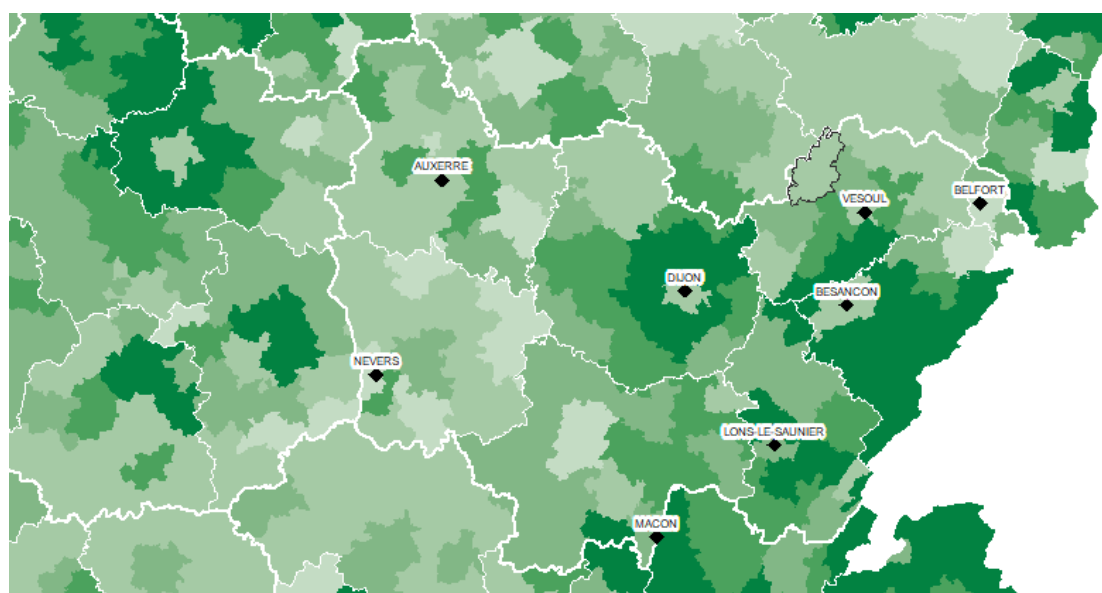 AUXERRE
BELFORT
VESOUL
DIJON
BESANCON
NEVERS
LONS-LE-SAUNIER
MACON